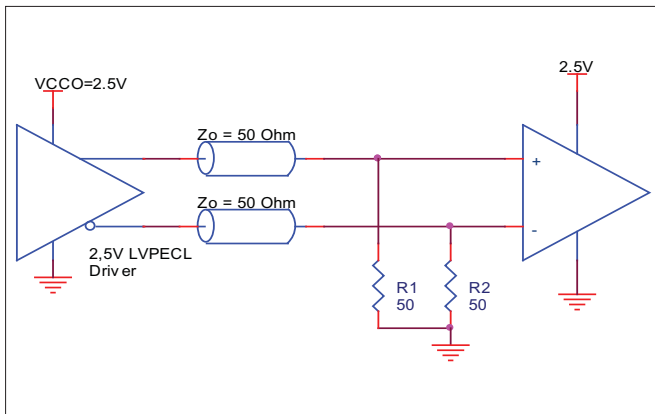 VCCO=2.5V
2.5V
Zo = 50 Ohm
Zo = 50 Ohm
+
-
2,5V LVPECL
Driver
R1
50
R2
50